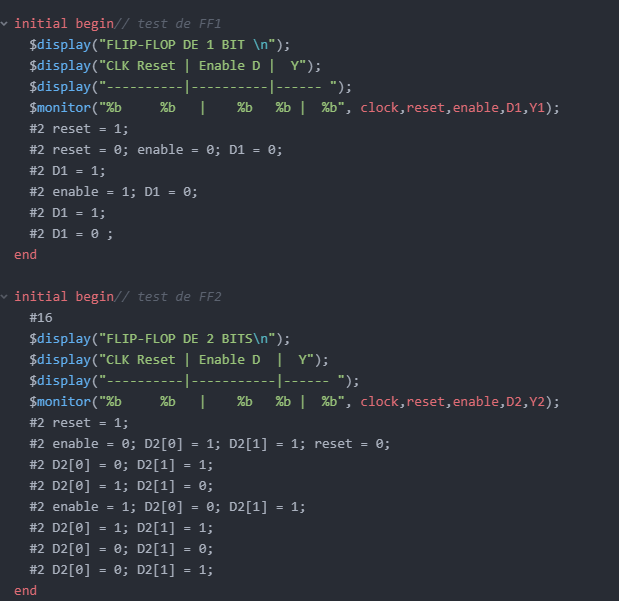 initial begin// test de FF1
$display("FLIP-FLOP DE 1 BIT \n");
$display("CLK Reset | Enable D |  Y");
$display("----------|----------|------ ");
$monitor("%b     %b   |    %b   %b |  %b", clock,reset,enable,D1,Y1);
#2 reset = 1;
#2 reset = 0; enable = 0; D1 = 0;
#2 D1 = 1;
#2 enable = 1; D1 = 0;
#2 D1 = 1;
#2 D1 = 0 ;
end
initial begin// test de FF2
#16
$display("FLIP-FLOP DE 2 BITS\n");
$display("CLK Reset | Enable D  |  Y");
$display("----------|-----------|------ ");
$monitor("%b     %b   |    %b   %b |  %b", clock,reset,enable,D2,Y2);
#2 reset = 1;
#2 enable = 0; D2[0] = 1; D2[1] = 1; reset = 0;
#2 D2[0] = 0; D2[1] = 1;
#2 D2[0] = 1; D2[1] = 0;
#2 enable = 1; D2[0] = 0; D2[1] = 1;
#2 D2[0] = 1; D2[1] = 1;
#2 D2[0] = 0; D2[1] = 0;
#2 D2[0] = 0; D2[1] = 1;
end